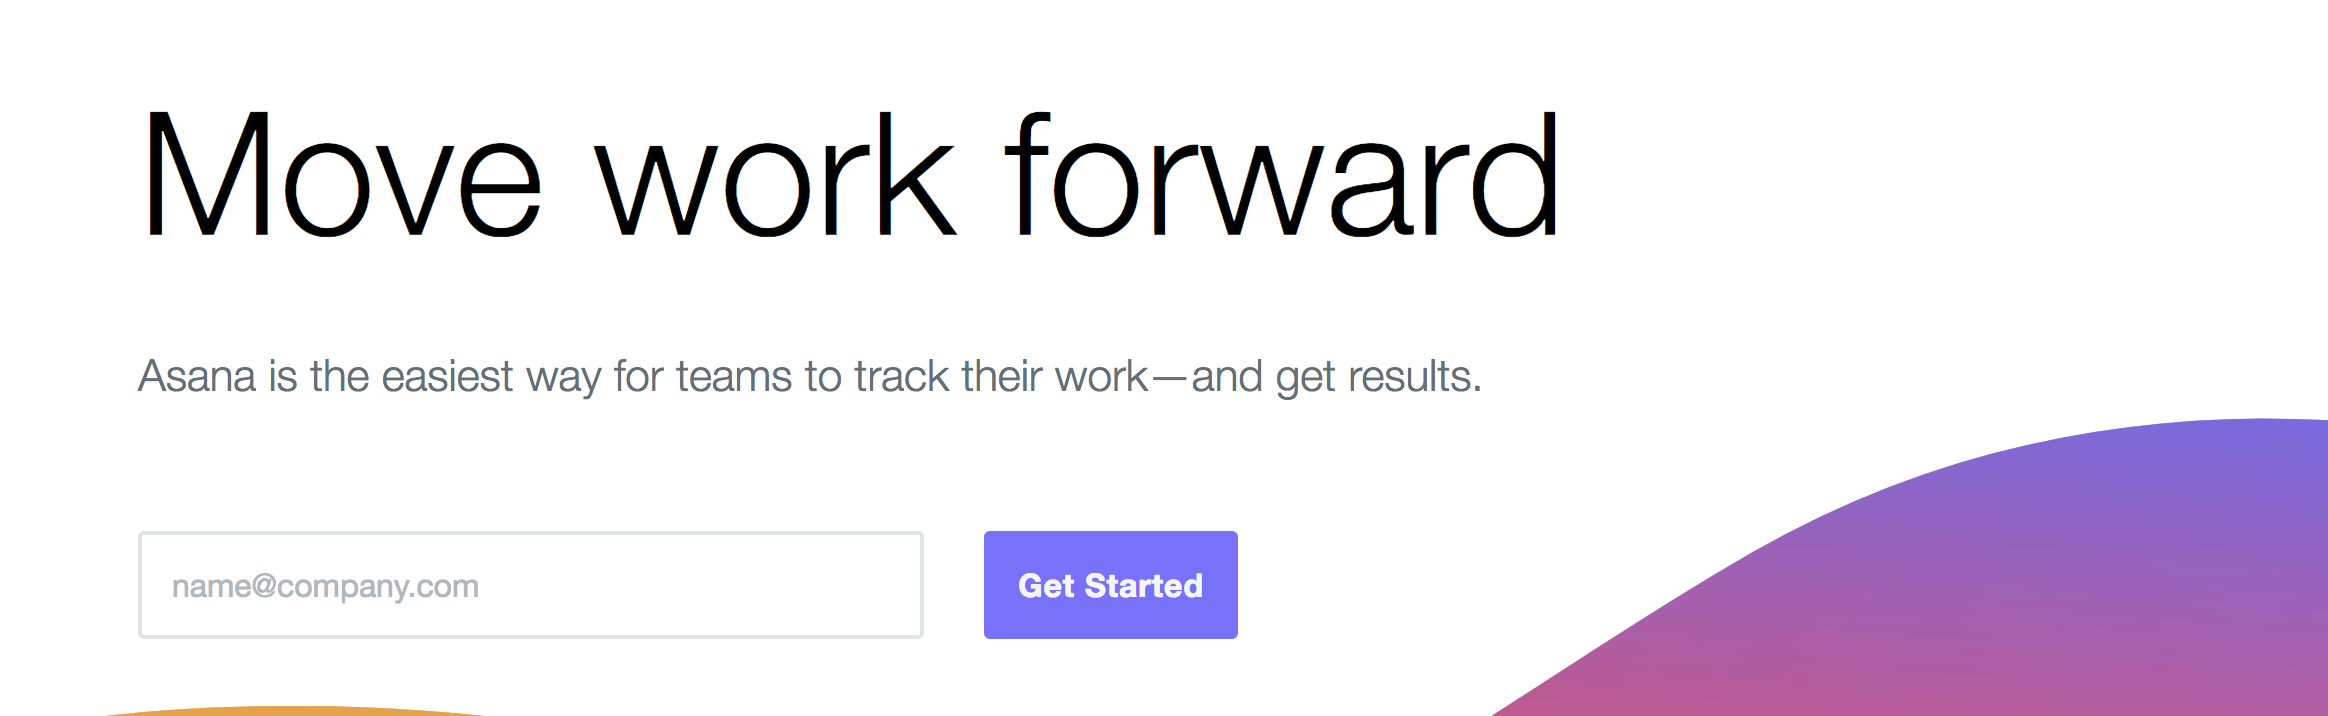 Move work forward
Asana is the easiest way for teams to track their work—and get results.
name@company.com
Get Started